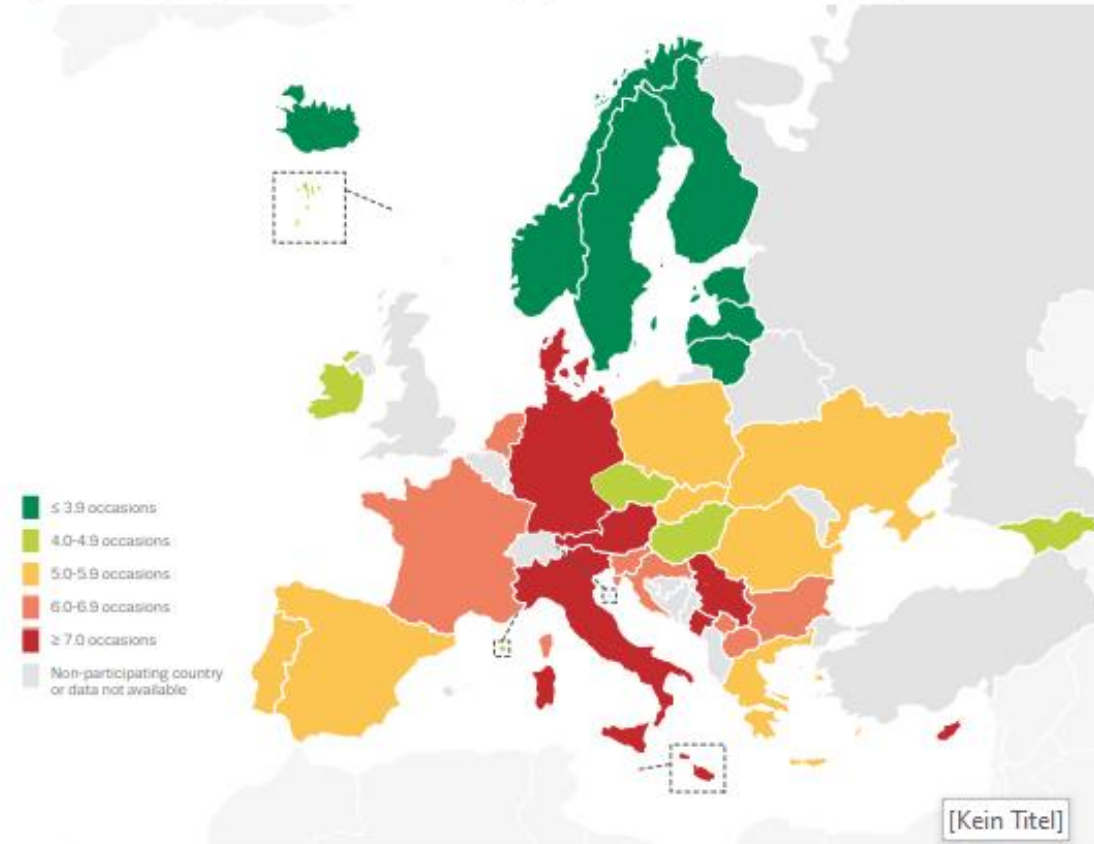 ≤ 3.9 occasions
4.0-4.9 occasions
5.0-5.9 occasions
6.0-6.9 occasions
≥ 7.0 occasions
Non-participating country
or data not available
[Kein Titel]